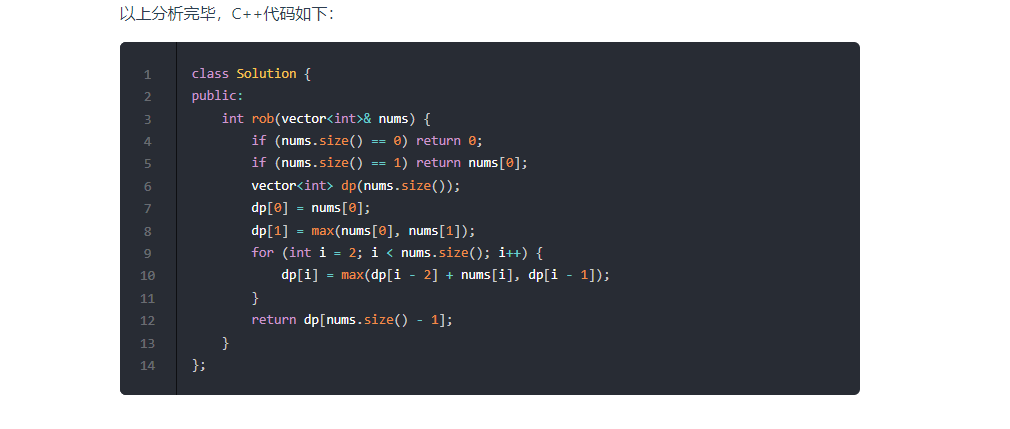 以上分析完毕，C++代码如下：
1 class Solution {
2 public:
3     int rob(vector<int>& nums) {
4         if (nums.size() == 0) return 0;
5         if (nums.size() == 1) return nums[0];
6         vector<int> dp(nums.size());
7         dp[0] = nums[0];
8         dp[1] = max(nums[0], nums[1]);
9         for (int i = 2; i < nums.size(); i++) {
10             dp[i] = max(dp[i - 2] + nums[i], dp[i - 1]);
11         }
12         return dp[nums.size() - 1];
13     }
14 };